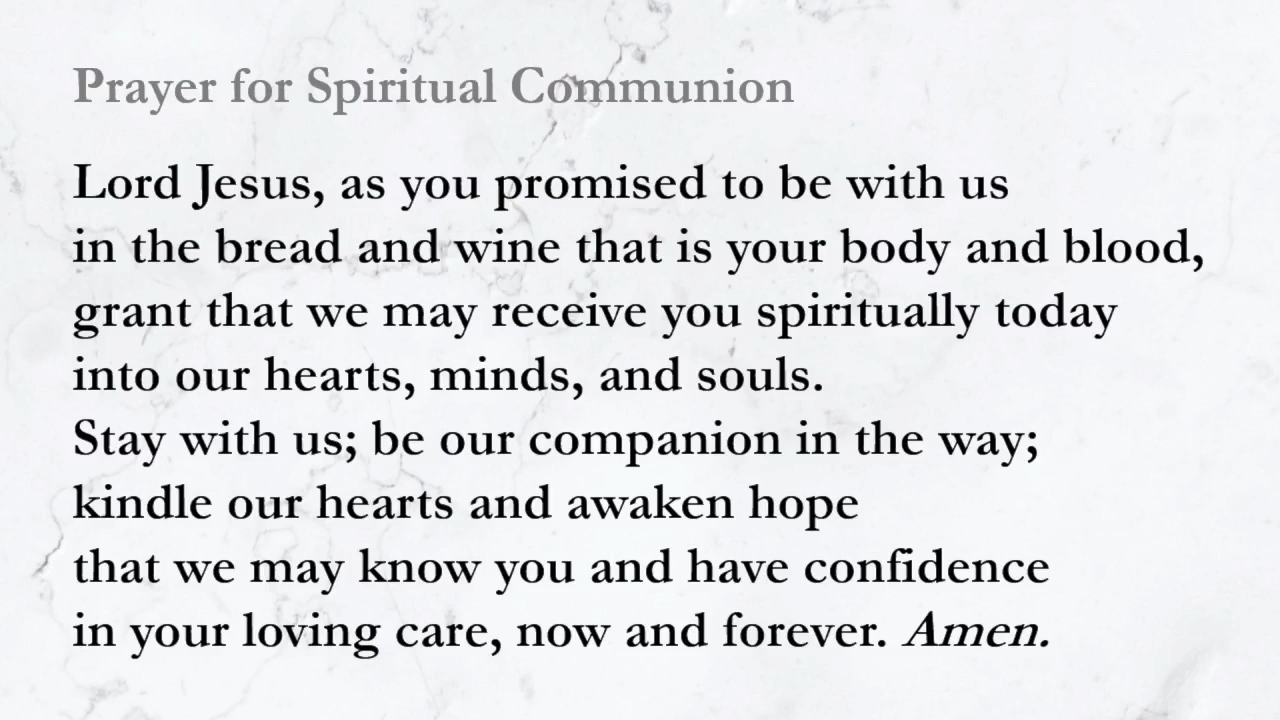 Prayer for Spiritual Communion
Lord Jesus, as you promised to be with us
in the bread and wine that is your body and blood,
grant that we may receive you spiritually today
into our hearts, minds, and souls.
Stay with us; be our companion in the way;
kindle our hearts and awaken hope
that we may know you and have confidence
in your loving care, now and forever. Amen.